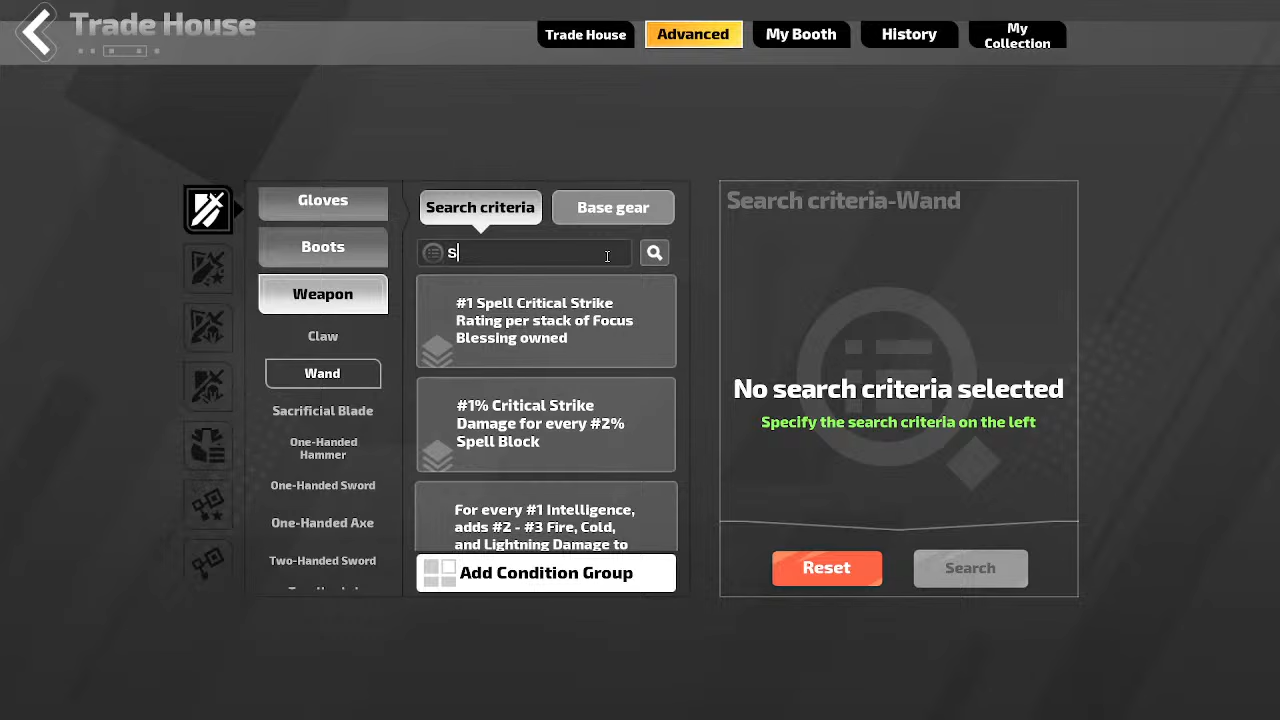 Trade House
Trade House
Advanced
My Booth
History
My
Collection
Gloves
Boots
Weapon
Claw
Wand
Sacrificial Blade
One-Handed
Hammer
One-Handed Sword
One-Handed Axe
Two-Handed Sword
Search criteria
Base gear
S
#1 Spell Critical Strike
Rating per stack of Focus
Blessing owned
#1% Critical Strike
Damage for every #2%
Spell Block
For every #1 Intelligence,
adds #2 - #3 Fire, Cold,
and Lightning Damage to
Add Condition Group
Search criteria-Wand
No search criteria selected
Specify the search criteria on the left
Reset
Search